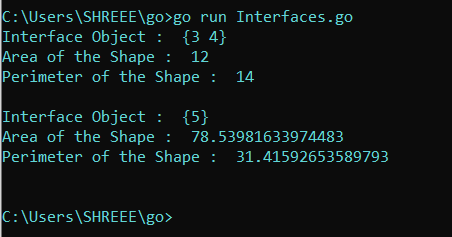 C:\Users\SHREEE\go>go run Interfaces.go
Interface Object :  {3 4}
Area of the Shape :  12
Perimeter of the Shape :  14
Interface Object :  {5}
Area of the Shape :  78.53981633974483
Perimeter of the Shape :  31.41592653589793
C:\Users\SHREEE\go>